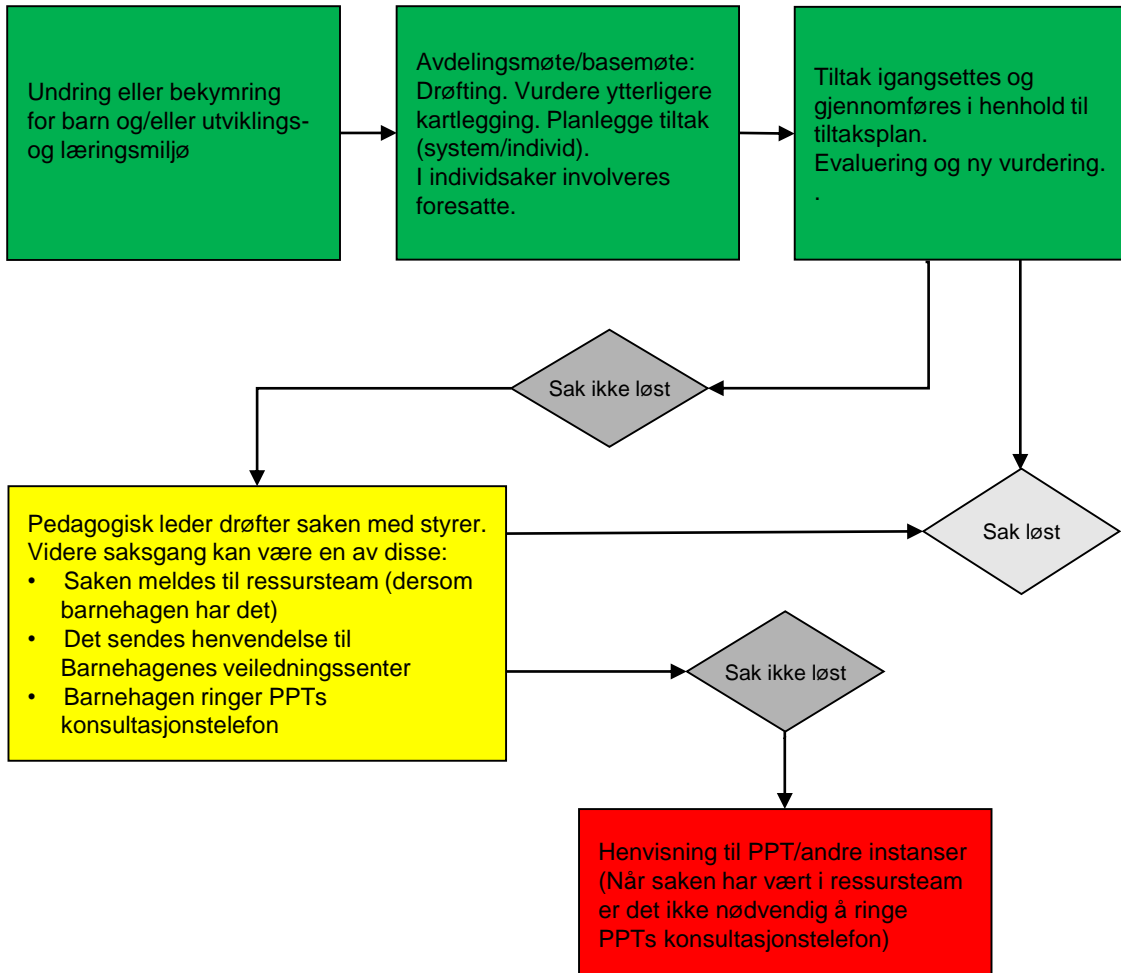 Undring eller bekymring
for barn og/eller utviklings-
og læringsmiljø
Avdelingsmøte/basemøte:
Drøfting. Vurdere ytterligere
kartlegging. Planlegge tiltak
(system/individ).
I individsaker involveres
foresatte.
Tiltak igangsettes og
gjennomføres i henhold til
tiltaksplan.
Evaluering og ny vurdering.
.
Sak ikke løst
Pedagogisk leder drøfter saken med styrer.
Videre saksgang kan være en av disse:
• Saken meldes til ressursteam (dersom
barnehagen har det)
• Det sendes henvendelse til
Barnehagenes veiledningssenter
• Barnehagen ringer PPTs
konsultasjonstelefon
Sak løst
Sak ikke løst
Henvisning til PPT/andre instanser
(Når saken har vært i ressursteam
er det ikke nødvendig å ringe
PPTs konsultasjonstelefon)